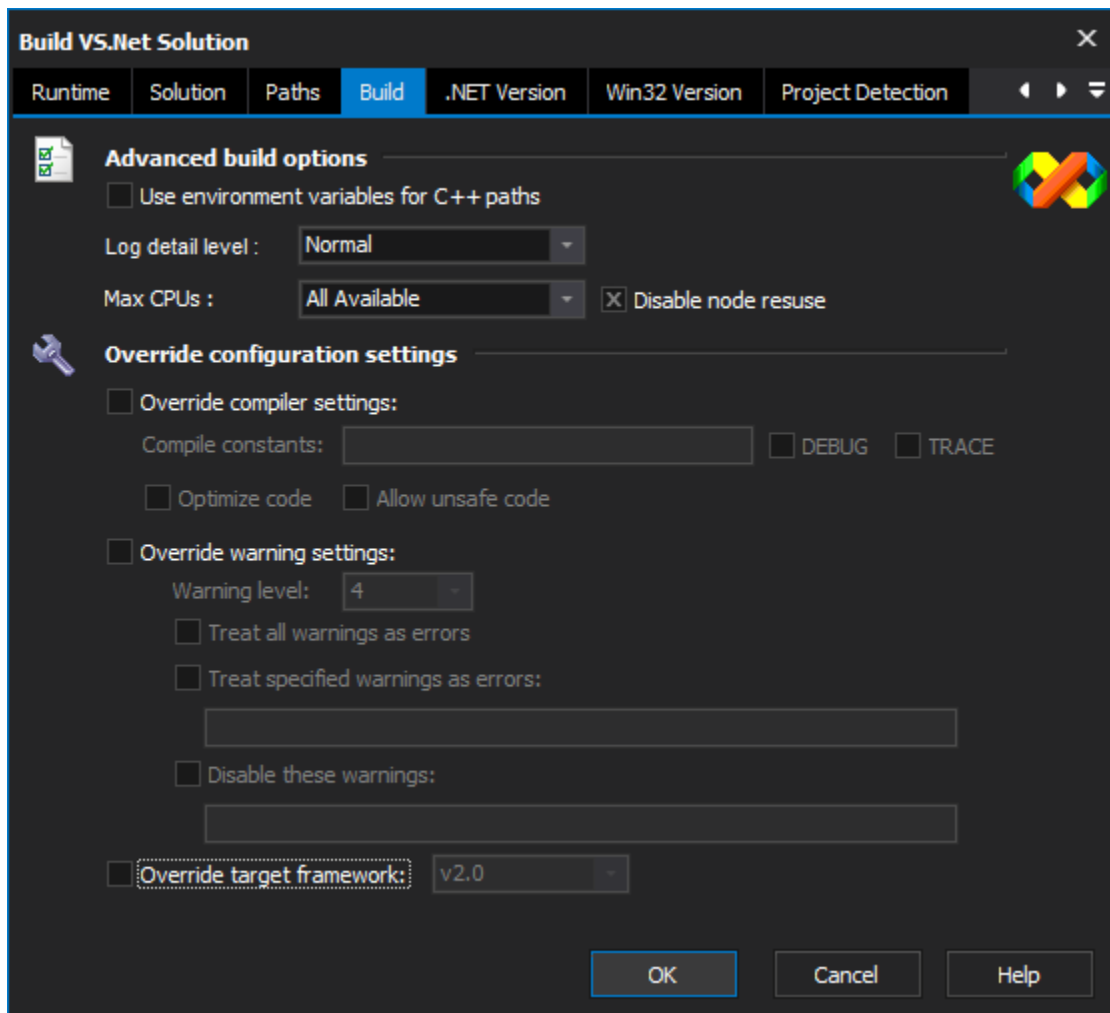 Build VS.Net Solution
Runtime Solution Paths Build .NET Version Win32 Version Project Detection
Advanced build options
Use environment variables for C++ paths
Log detail level : Normal
Max CPUs : All Available Disable node resuse
Override configuration settings
Override compiler settings:
Compile constants: DEBUG TRACE
Optimize code Allow unsafe code
Override warning settings:
Warning level: 4
Treat all warnings as errors
Treat specified warnings as errors:
Disable these warnings:
Override target framework: v2.0
OK Cancel Help